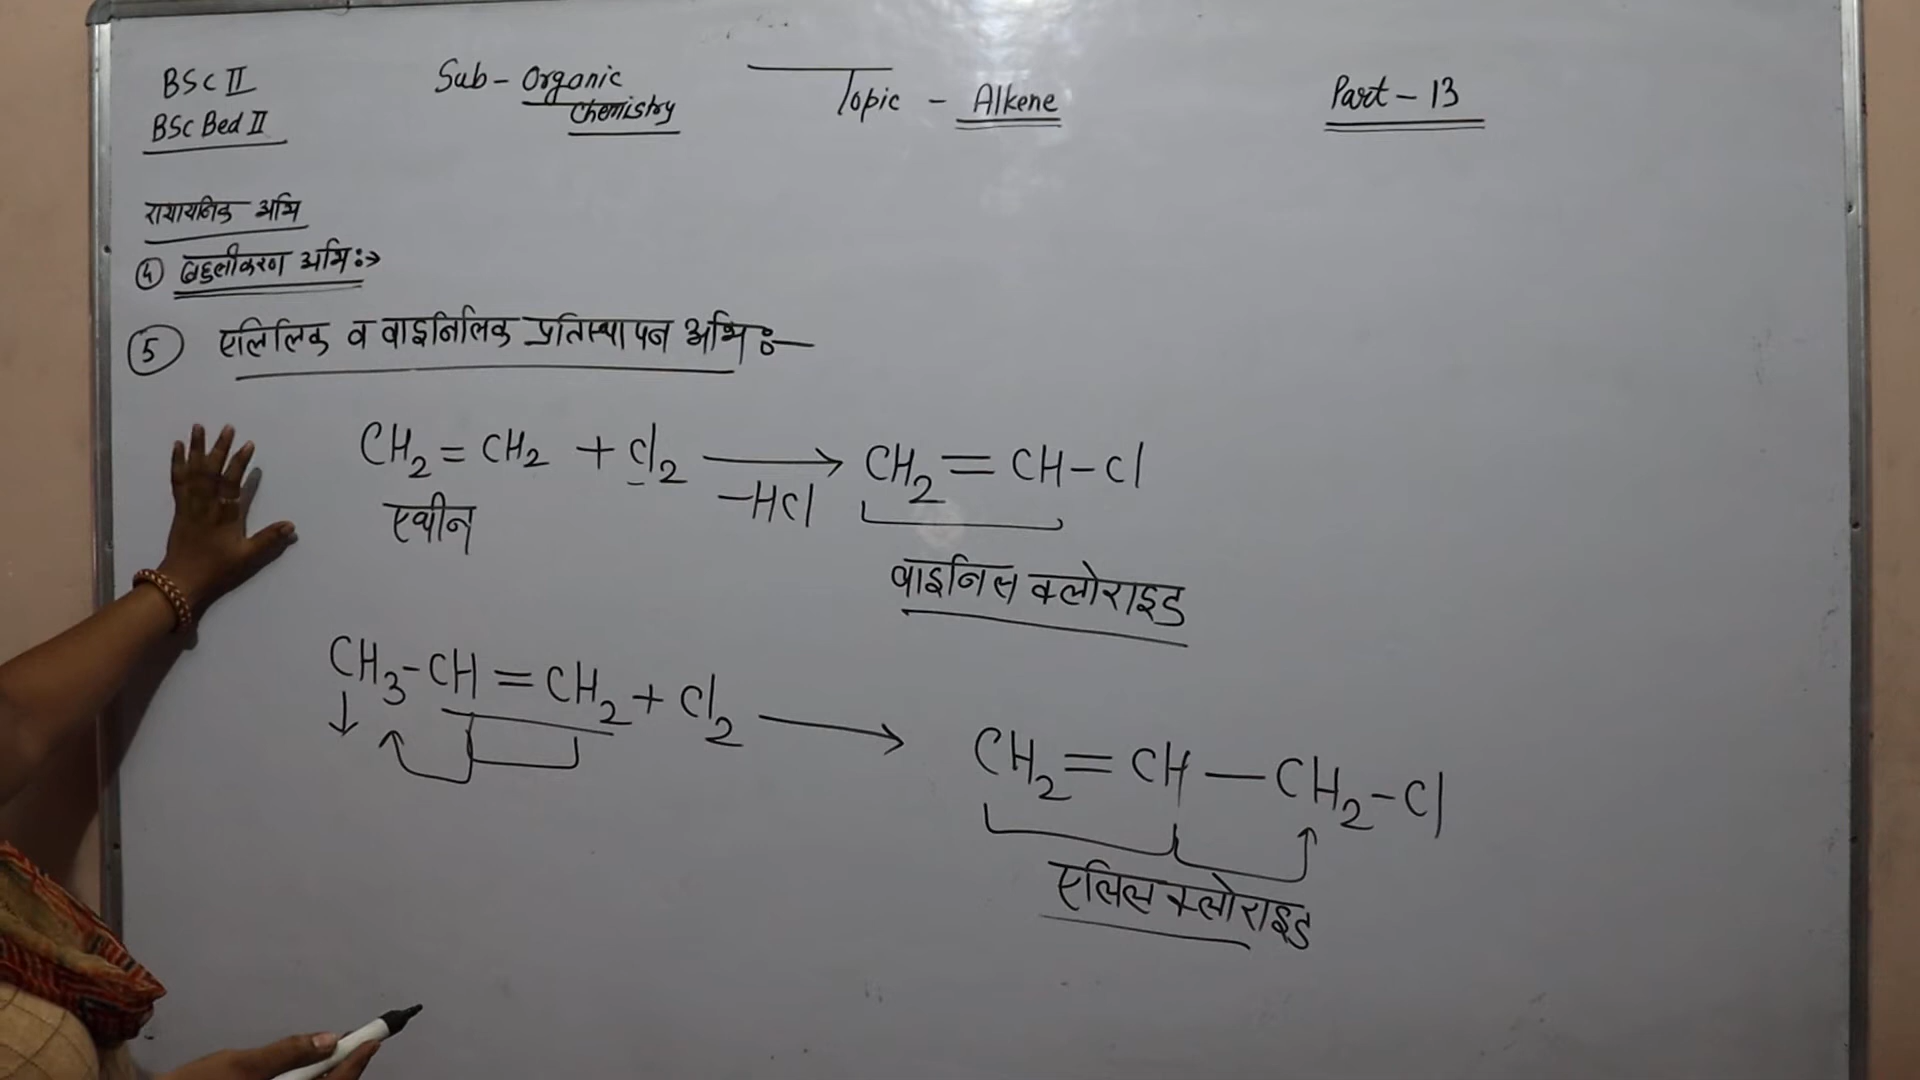 BSc II
BSc Bed II
Sub - Organic
Chemistry
Topic - Alkene
Part - 13
रासायनिक अभि
④ बहुलीकरण अभि :→
⑤ एलिलिक व वाइनिलिक प्रतिस्थापन अभि :-
CH₂ = CH₂ + Cl₂ ⟶ CH₂ = CH - Cl
-HCl
एथीन
वाइनिल क्लोराइड
CH₃ - CH = CH₂ + Cl₂ ⟶
CH₂ = CH — CH₂ - Cl
एलिल क्लोराइड